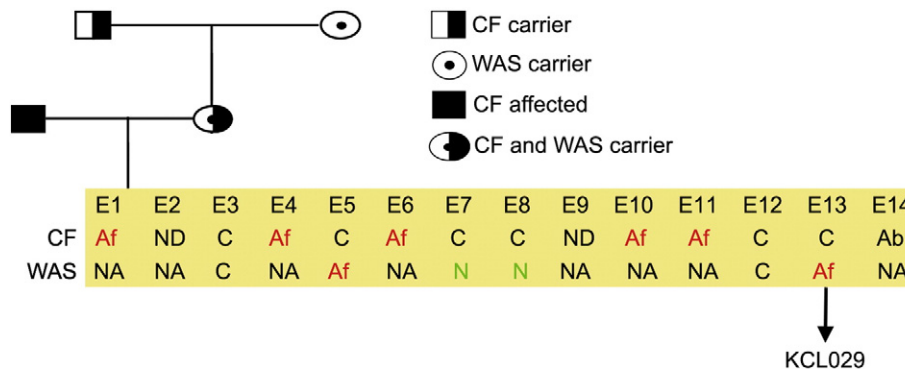 CF carrier
WAS carrier
CF affected
CF and WAS carrier
E1 E2 E3 E4 E5 E6 E7 E8 E9 E10 E11 E12 E13 E14
CF Af ND C Af C Af C C ND Af Af C C Ab
WAS NA NA C NA Af NA N N NA NA NA C Af NA
KCL029